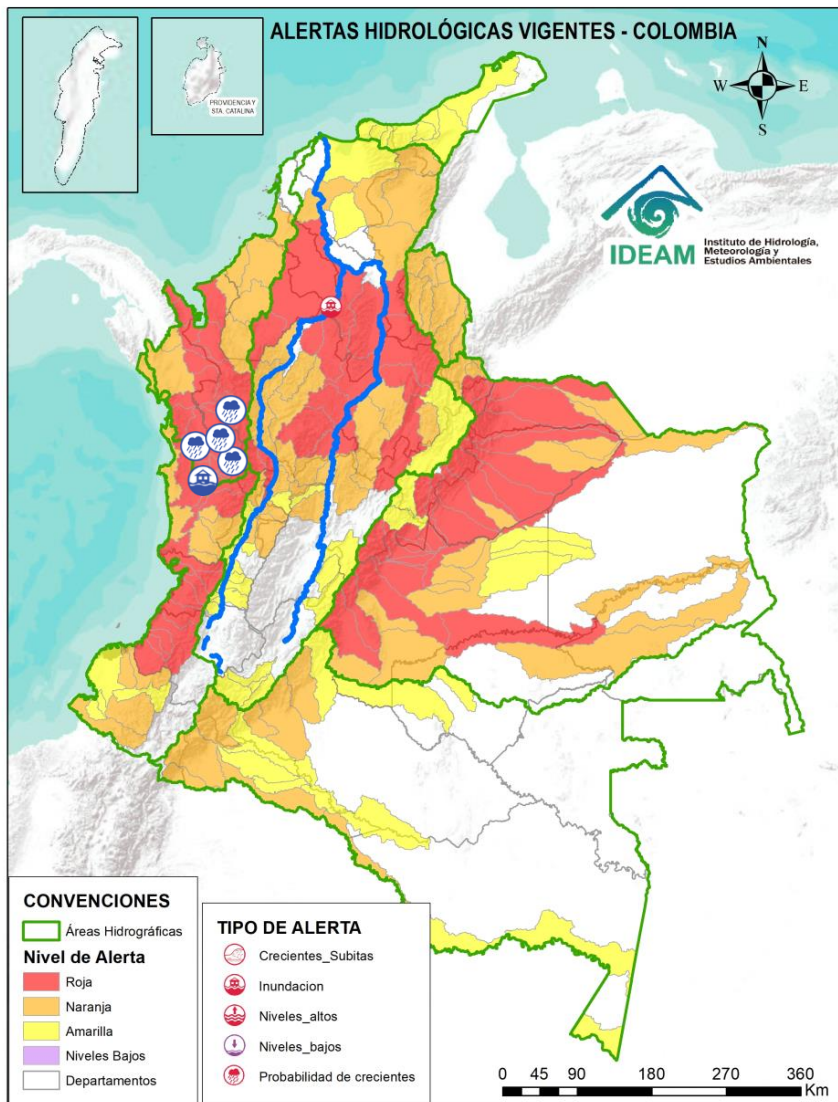 ALERTAS HIDROLÓGICAS VIGENTES - COLOMBIA
PROVIDENCIA Y
STA. CATALINA
N
W
E
S
IDEAM
Instituto de Hidrología,
Meteorología y
Estudios Ambientales
CONVENCIONES
Áreas Hidrográficas
Nivel de Alerta
Roja
Naranja
Amarilla
Niveles Bajos
Departamentos
TIPO DE ALERTA
Crecientes_Subitas
Inundacion
Niveles_altos
Niveles_bajos
Probabilidad de crecientes
0 45 90 180 270 360
Km